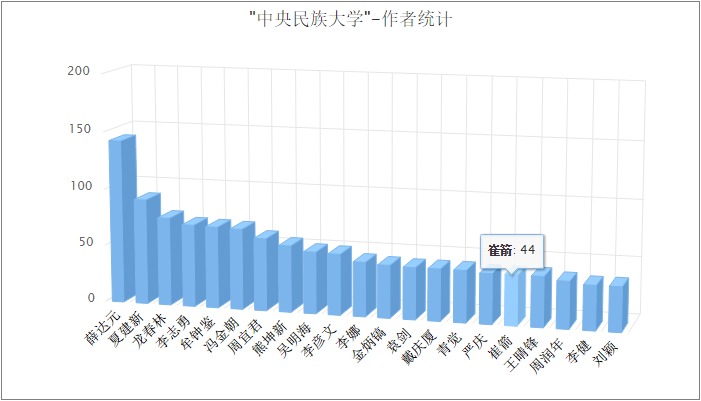 "中央民族大学"-作者统计
200
150
100
50
0
崔箭: 44
薛达元
夏建新
龙春林
李志勇
牟钟鉴
冯金朝
周宜君
熊坤新
吴明海
李彦文
李娜
金炳镐
袁剑
戴庆厦
青觉
严庆
崔箭
王晴锋
周润年
李健
刘颖